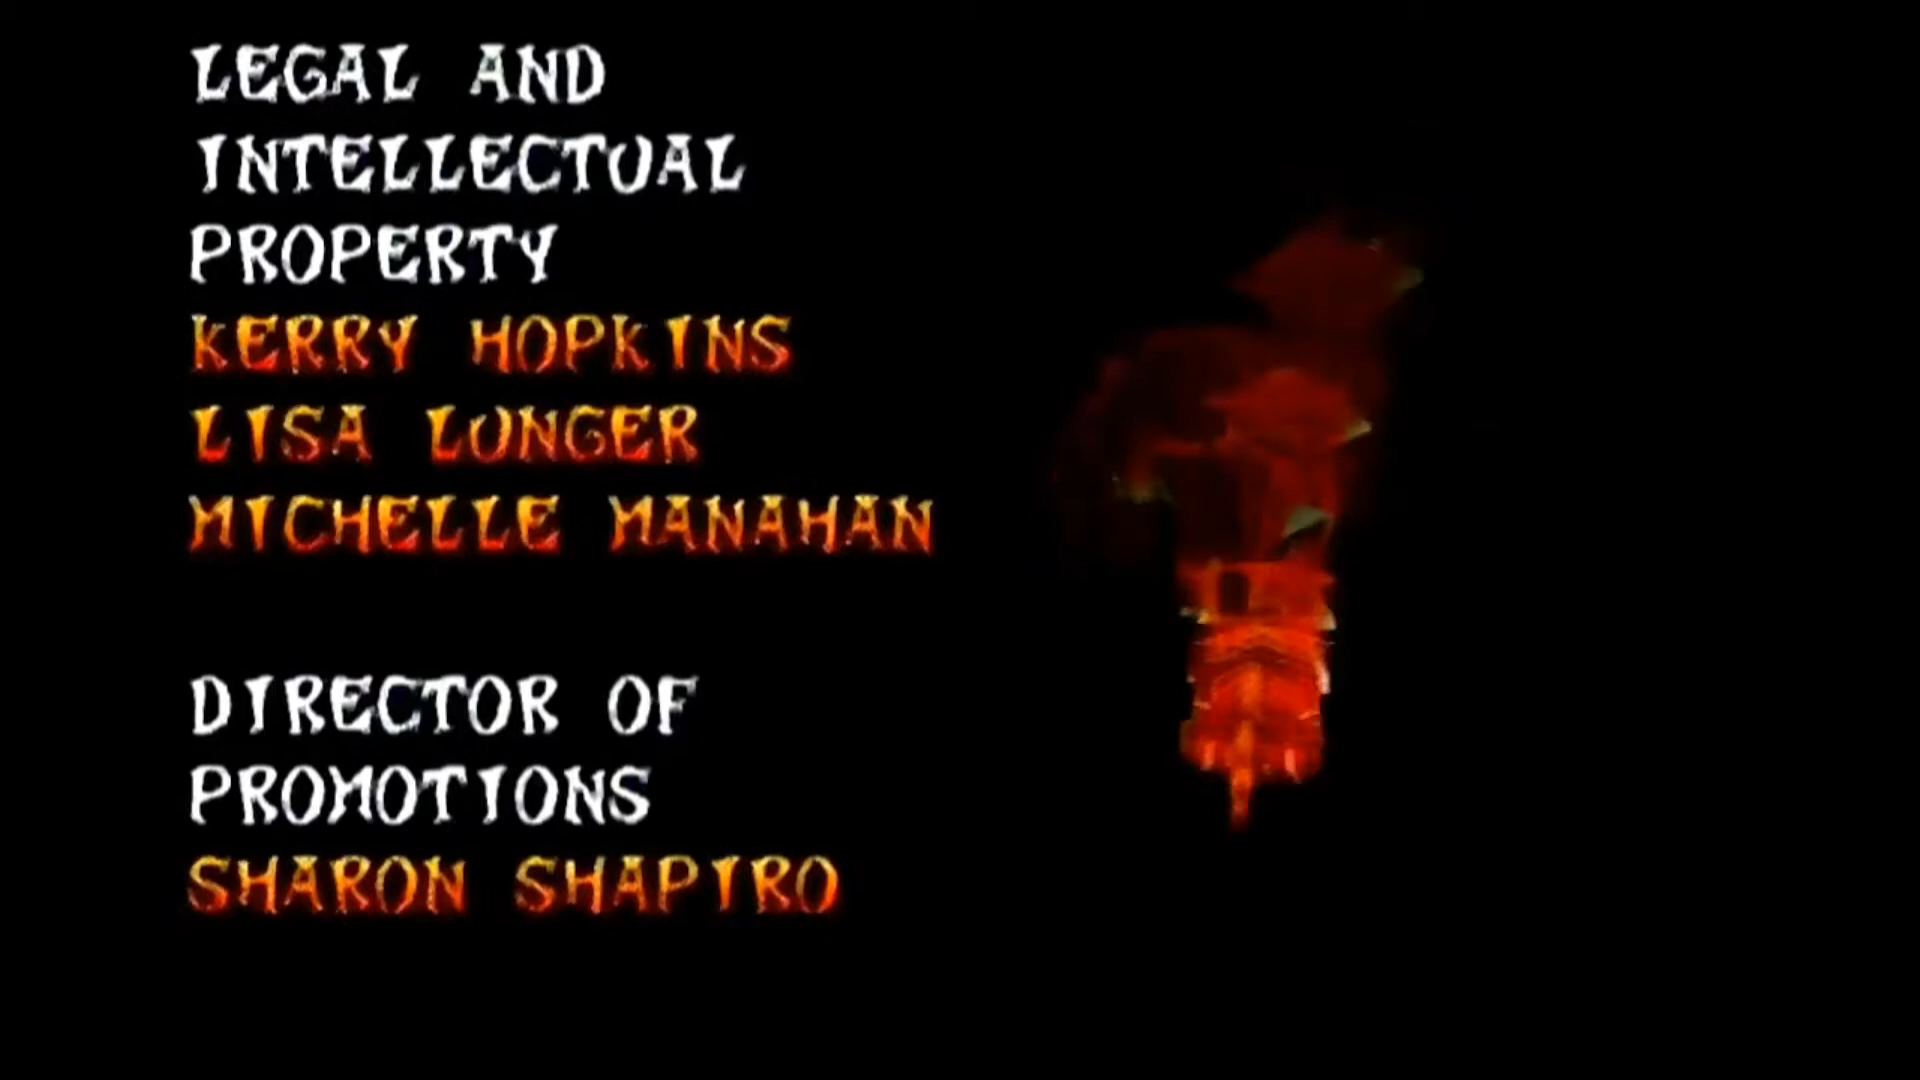 LEGAL AND
INTELLECTUAL
PROPERTY
KERRY HOPKINS
LISA LUNGER
MICHELLE MANAHAN
DIRECTOR OF
PROMOTIONS
SHARON SHAPIRO